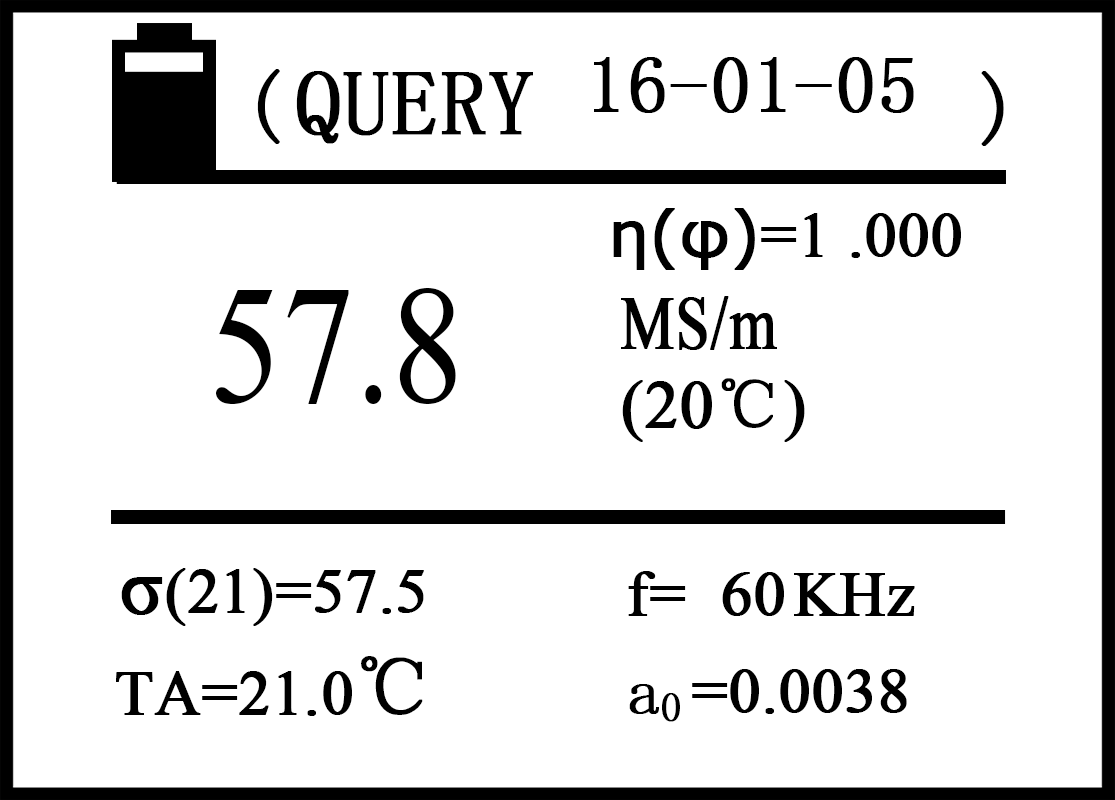 (QUERY 16-01-05 )
η(φ)=1 .000
57.8
MS/m
(20℃)
σ(21)=57.5
f= 60KHz
TA=21.0℃
a₀=0.0038